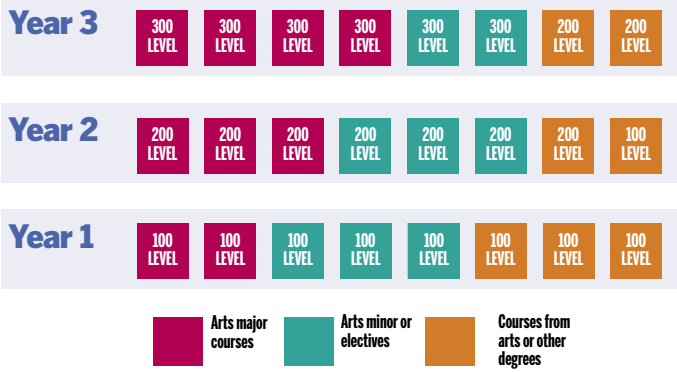 Year 3
300 300 300 300 300 300 200 200
LEVEL LEVEL LEVEL LEVEL LEVEL LEVEL LEVEL LEVEL
Year 2
200 200 200 200 200 200 200 100
LEVEL LEVEL LEVEL LEVEL LEVEL LEVEL LEVEL LEVEL
Year 1
100 100 100 100 100 100 100 100
LEVEL LEVEL LEVEL LEVEL LEVEL LEVEL LEVEL LEVEL
Arts major
courses
Arts minor or
electives
Courses from
arts or other
degrees